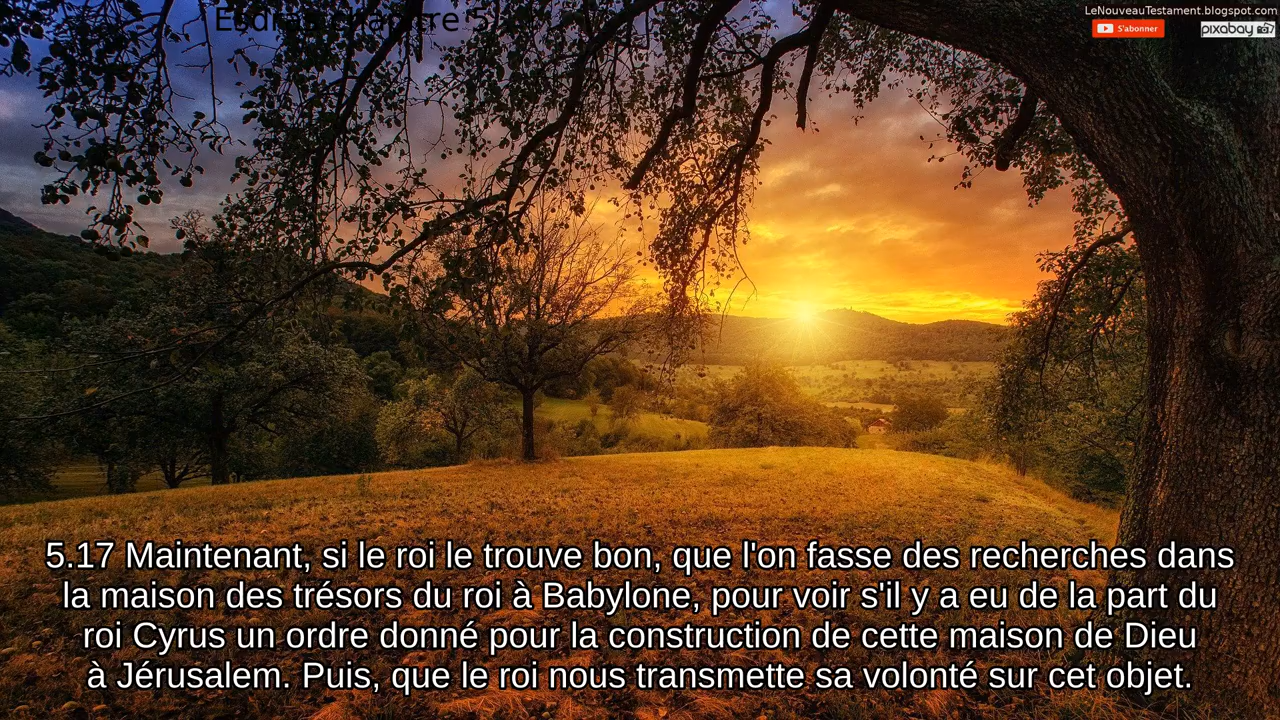 LeNouveauTestament.blogspot.com
S'abonner
pixabay
5.17 Maintenant, si le roi le trouve bon, que l'on fasse des recherches dans
la maison des trésors du roi à Babylone, pour voir s'il y a eu de la part du
roi Cyrus un ordre donné pour la construction de cette maison de Dieu
à Jérusalem. Puis, que le roi nous transmette sa volonté sur cet objet.